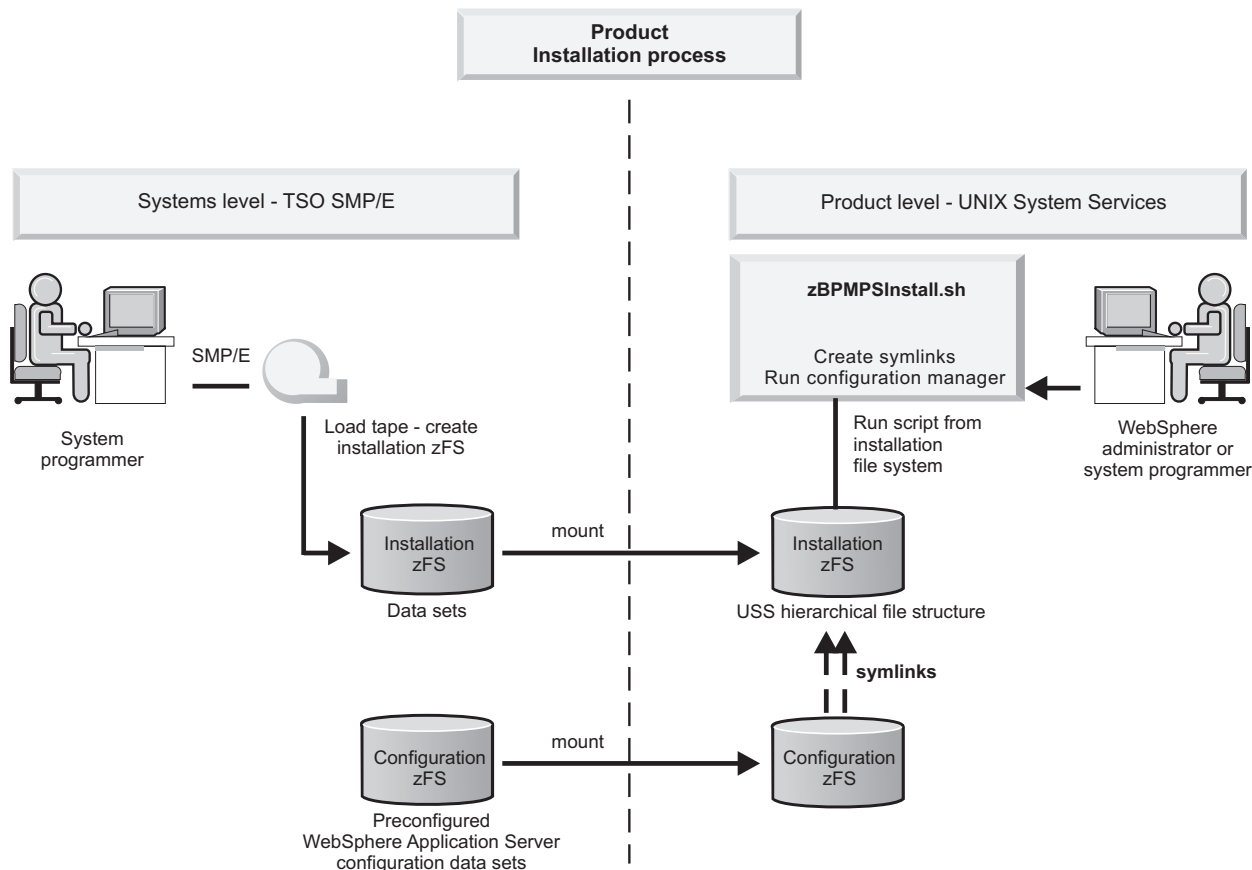 Product
Installation process
Systems level - TSO SMP/E
Product level - UNIX System Services
SMP/E
System
programmer
Load tape - create
installation zFS
zBPMPSInstall.sh
Create symlinks
Run configuration manager
Run script from
installation
file system
WebSphere
administrator or
system programmer
Installation
zFS
Data sets
mount
Installation
zFS
USS hierarchical file structure
symlinks
Configuration
zFS
Preconfigured
WebSphere Application Server
configuration data sets
mount
Configuration
zFS